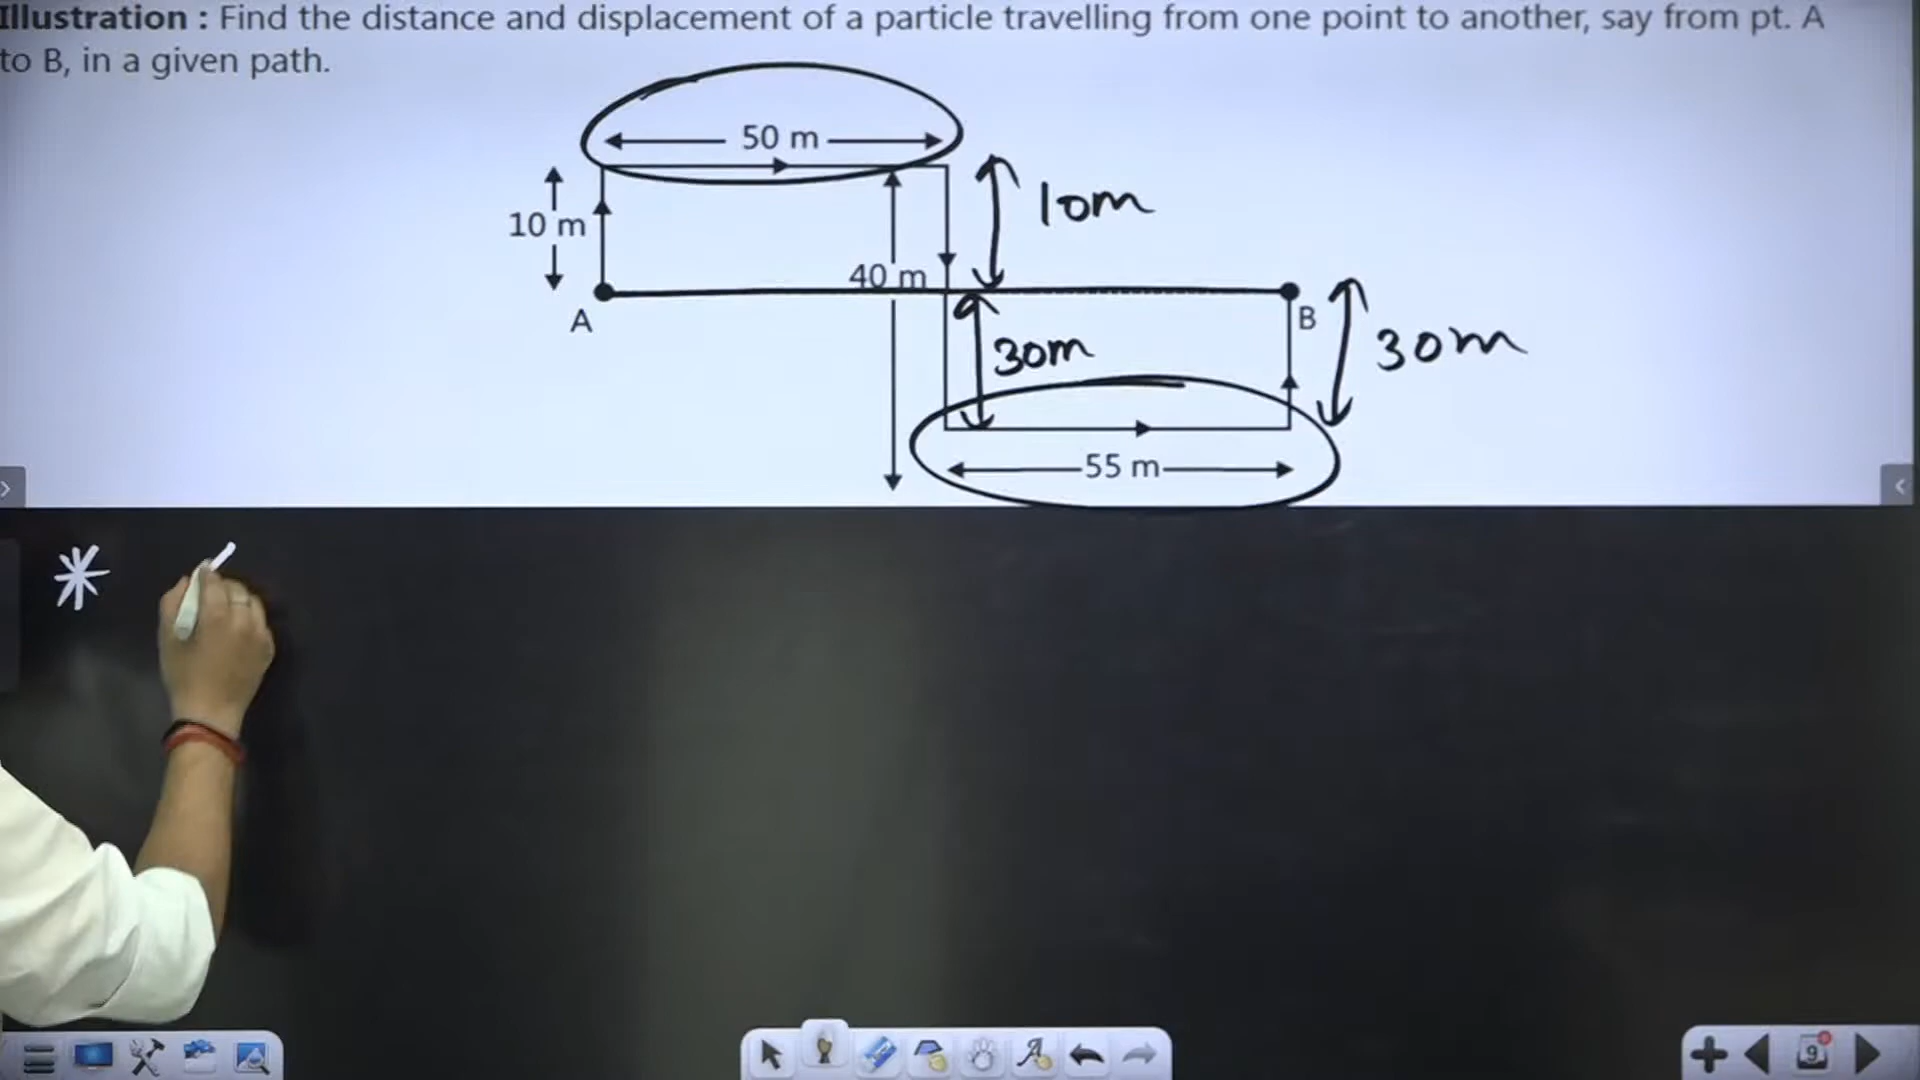 Illustration : Find the distance and displacement of a particle travelling from one point to another, say from pt. A
to B, in a given path.
50 m
10 m
10m
40 m
A
B
30m
30m
55 m
*
9